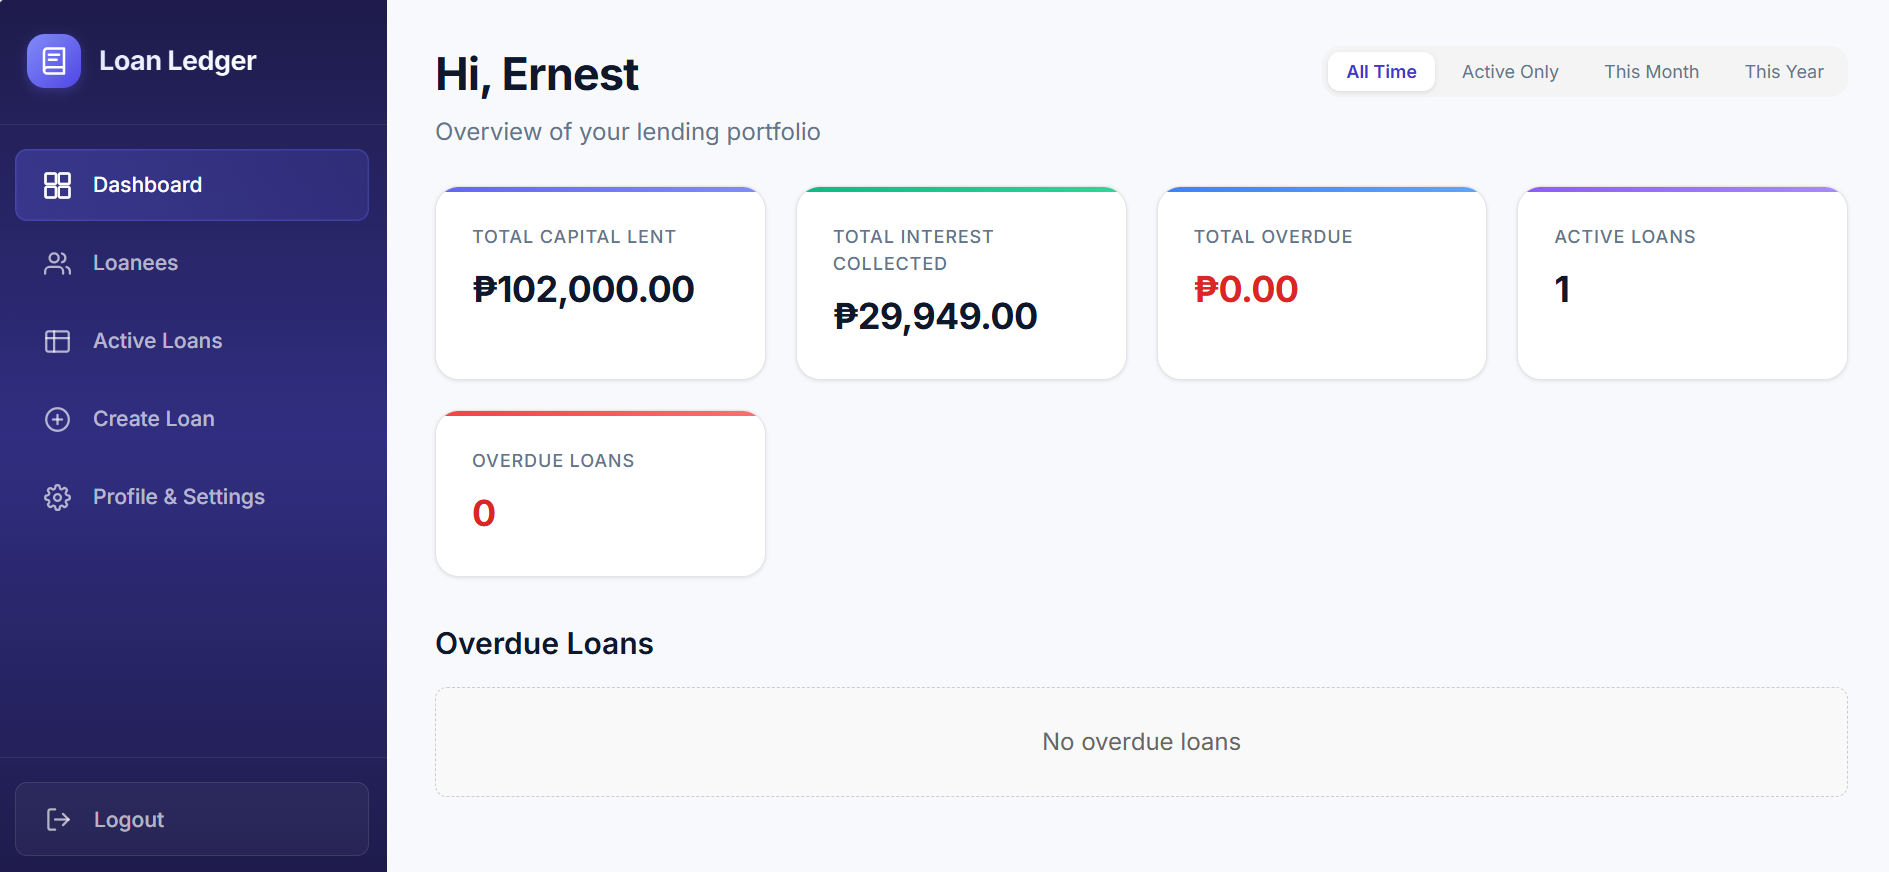 Loan Ledger
Dashboard
Loanees
Active Loans
Create Loan
Profile & Settings
Logout
Hi, Ernest
Overview of your lending portfolio
All Time
Active Only
This Month
This Year
TOTAL CAPITAL LENT
₱102,000.00
TOTAL INTEREST
COLLECTED
₱29,949.00
TOTAL OVERDUE
₱0.00
ACTIVE LOANS
1
OVERDUE LOANS
0
Overdue Loans
No overdue loans